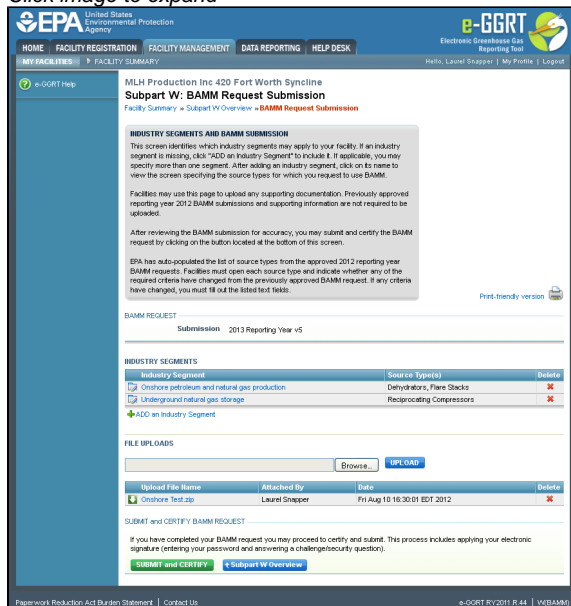 Click image to expand
EPA United States Environmental Protection Agency
e-GGRT
Electronic Greenhouse Gas
Reporting Tool
HOME FACILITY REGISTRATION FACILITY MANAGEMENT DATA REPORTING HELP DESK
MY FACILITIES FACILITY SUMMARY
Hello, Laurel Snapper | My Profile | Logout
e-GGRT Help
MLH Production Inc 420 Fort Worth Syncline
Subpart W: BAMM Request Submission
Facility Summary » Subpart W Overview » BAMM Request Submission
INDUSTRY SEGMENTS AND BAMM SUBMISSION
This screen identifies which industry segments may apply to your facility. If an industry
segment is missing, click "ADD an Industry Segment" to include it. If applicable, you may
specify more than one segment. After adding an industry segment, click on its name to
view the screen specifying the source types for which you request to use BAMM.
Facilities may use this page to upload any supporting documentation. Previously approved
reporting year 2012 BAMM submissions and supporting information are not required to be
uploaded.
After reviewing the BAMM submission for accuracy, you may submit and certify the BAMM
request by clicking on the button located at the bottom of this screen.
EPA has auto-populated the list of source types from the approved 2012 reporting year
BAMM requests. Facilities must open each source type and indicate whether any of the
required criteria have changed from the previously approved BAMM request. If any criteria
have changed, you must fill out the listed text fields.
Print-friendly version
BAMM REQUEST
Submission 2013 Reporting Year v5
INDUSTRY SEGMENTS
Industry Segment Source Type(s) Delete
Onshore petroleum and natural gas production Dehydrators, Flare Stacks
Underground natural gas storage Reciprocating Compressors
ADD an Industry Segment
FILE UPLOADS
Browse... UPLOAD
Upload File Name Attached By Date Delete
Onshore Test.zip Laurel Snapper Fri Aug 10 16:30:01 EDT 2012
SUBMIT and CERTIFY BAMM REQUEST
If you have completed your BAMM request you may proceed to certify and submit. This process includes applying your electronic
signature (entering your password and answering a challenge/security question).
SUBMIT and CERTIFY Subpart W Overview
Paperwork Reduction Act Burden Statement | Contact Us
e-GGRT RY2011.R.44 | W(BAMM)